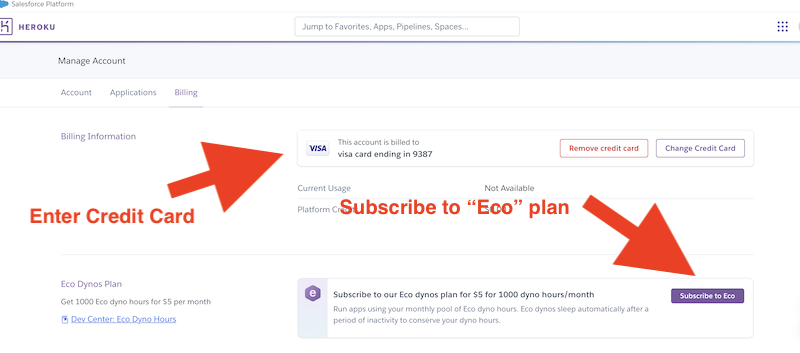 Salesforce Platform
HEROKU
Jump to Favorites, Apps, Pipelines, Spaces...
Manage Account
Account Applications Billing
Billing Information
VISA
This account is billed to
visa card ending in 9387
Remove credit card
Change Credit Card
Enter Credit Card
Current Usage Not Available
Platform
Subscribe to “Eco” plan
Eco Dynos Plan
Get 1000 Eco dyno hours for $5 per month
Dev Center: Eco Dyno Hours
e
Subscribe to our Eco dynos plan for $5 for 1000 dyno hours/month
Run apps using your monthly pool of Eco dyno hours. Eco dynos sleep automatically after a
period of inactivity to conserve your dyno hours.
Subscribe to Eco